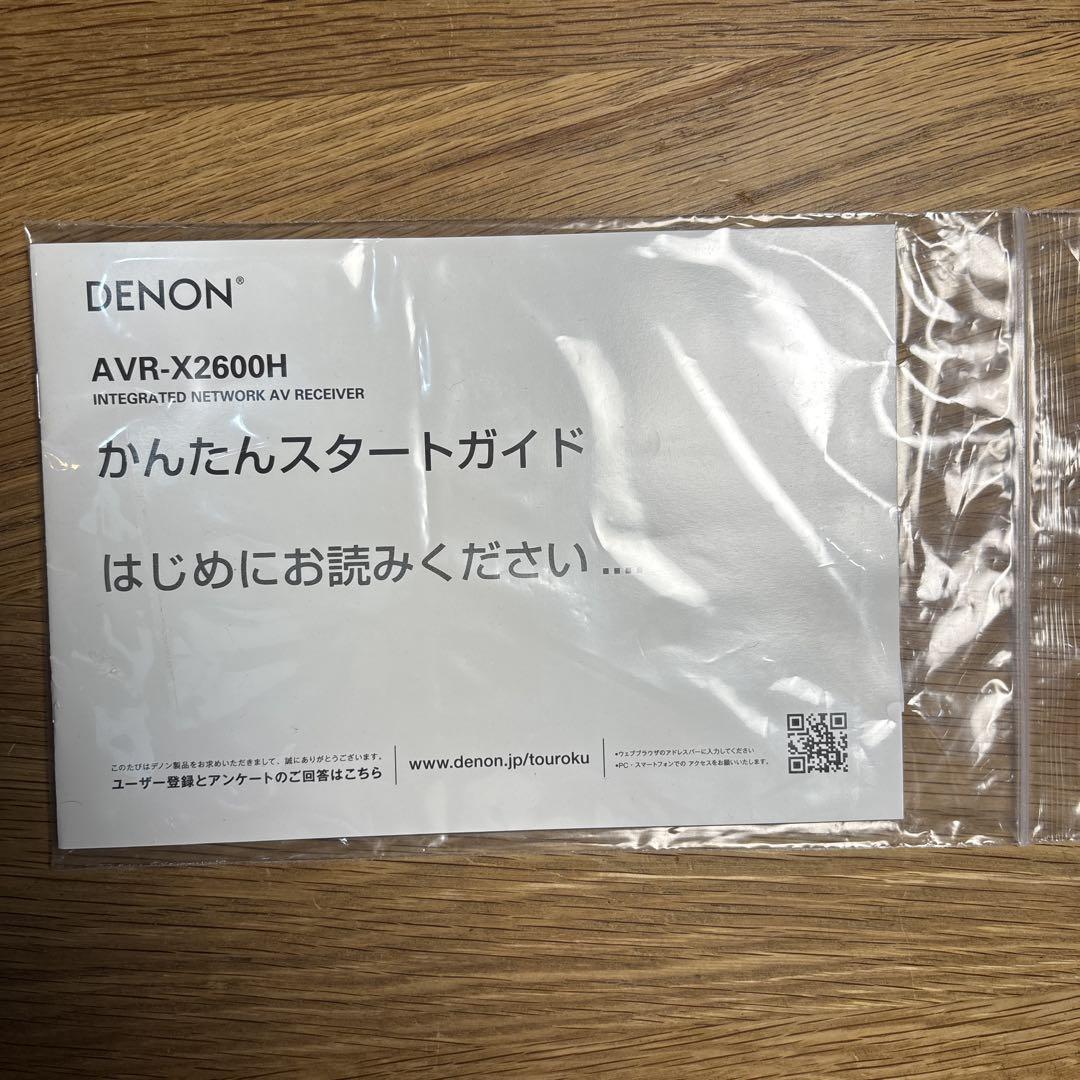 DENON®
AVR-X2600H
INTEGRATED NETWORK AV RECEIVER
かんたんスタートガイド
はじめにお読みください....
このたびはデノン製品をお求めいただきまして、誠にありがとうございます。
ユーザー登録とアンケートのご回答はこちら
www.denon.jp/touroku
•ウェブブラウザのアドレスバーに入力してください
•PC・スマートフォンでの アクセスをお願いいたします。